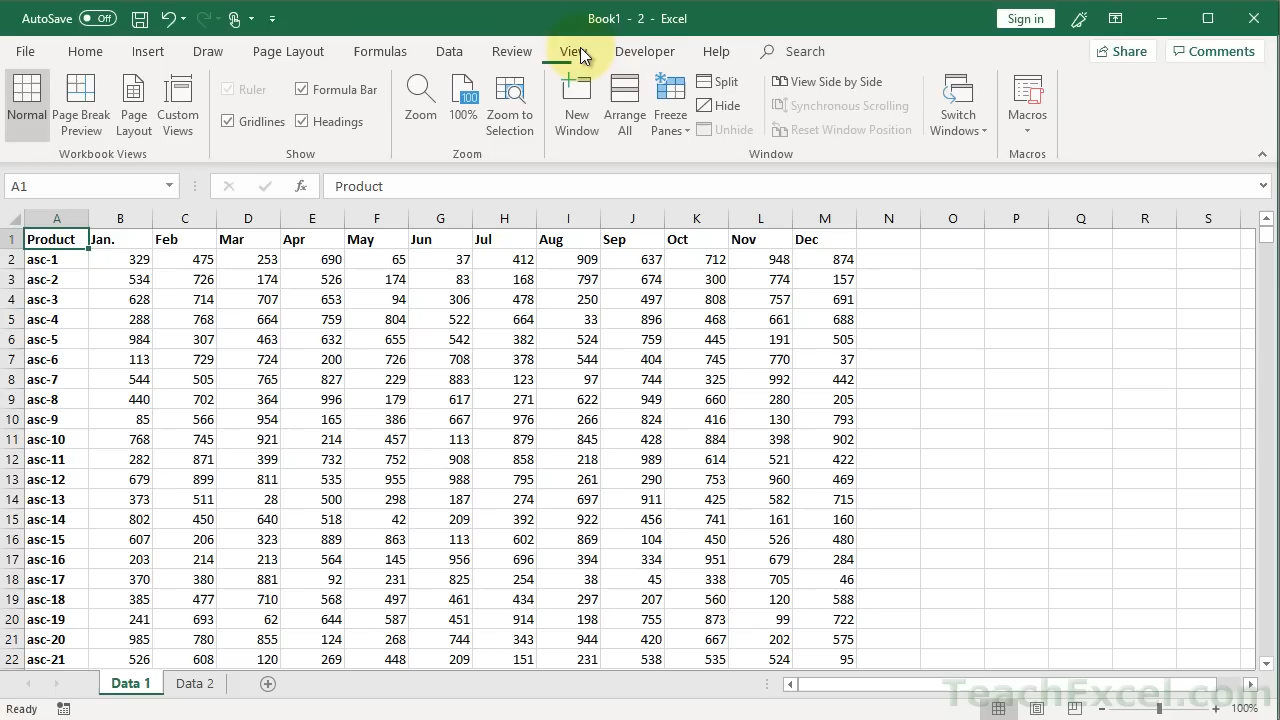 AutoSave Off Book1 - 2 - Excel Sign in
File Home Insert Draw Page Layout Formulas Data Review View Developer Help Search Share Comments
Normal Page Break Preview Page Layout Custom Views
Ruler Formula Bar
Gridlines Headings
Zoom 100 100% Zoom to Selection
New Window Arrange All Freeze Panes
Split
Hide
Unhide
View Side by Side
Synchronous Scrolling
Reset Window Position
Switch Windows Macros
Workbook Views Show Zoom Window Macros
A1 fx Product
A B C D E F G H I J K L M N O P Q R S
1 Product Jan. Feb Mar Apr May Jun Jul Aug Sep Oct Nov Dec
2 asc-1 329 475 253 690 65 37 412 909 637 712 948 874
3 asc-2 534 726 174 526 174 83 168 797 674 300 774 157
4 asc-3 628 714 707 653 94 306 478 250 497 808 757 691
5 asc-4 288 768 664 759 804 522 664 33 896 468 661 688
6 asc-5 984 307 463 632 655 542 382 524 759 445 191 505
7 asc-6 113 729 724 200 726 708 378 544 404 745 770 37
8 asc-7 544 505 765 827 229 883 123 97 744 325 992 442
9 asc-8 440 702 364 996 179 617 271 622 949 660 280 205
10 asc-9 85 566 954 165 386 667 976 266 824 416 130 793
11 asc-10 768 745 921 214 457 113 879 845 428 884 398 902
12 asc-11 282 871 399 732 752 908 858 218 989 614 521 422
13 asc-12 679 899 811 535 955 988 795 261 290 753 960 469
14 asc-13 373 511 28 500 298 187 274 697 911 425 582 715
15 asc-14 802 450 640 518 42 209 392 922 456 741 161 160
16 asc-15 607 206 323 889 863 113 602 869 104 450 526 480
17 asc-16 203 214 213 564 145 956 696 394 334 951 679 284
18 asc-17 370 380 881 92 231 825 254 38 45 338 705 46
19 asc-18 385 477 710 568 497 461 434 297 207 560 120 588
20 asc-19 241 693 62 644 587 451 914 198 755 873 99 722
21 asc-20 985 780 855 124 268 744 343 944 420 667 202 575
22 asc-21 526 608 120 269 448 209 151 231 538 535 524 95
Data 1 Data 2
TeachExcel.com
Ready 100%